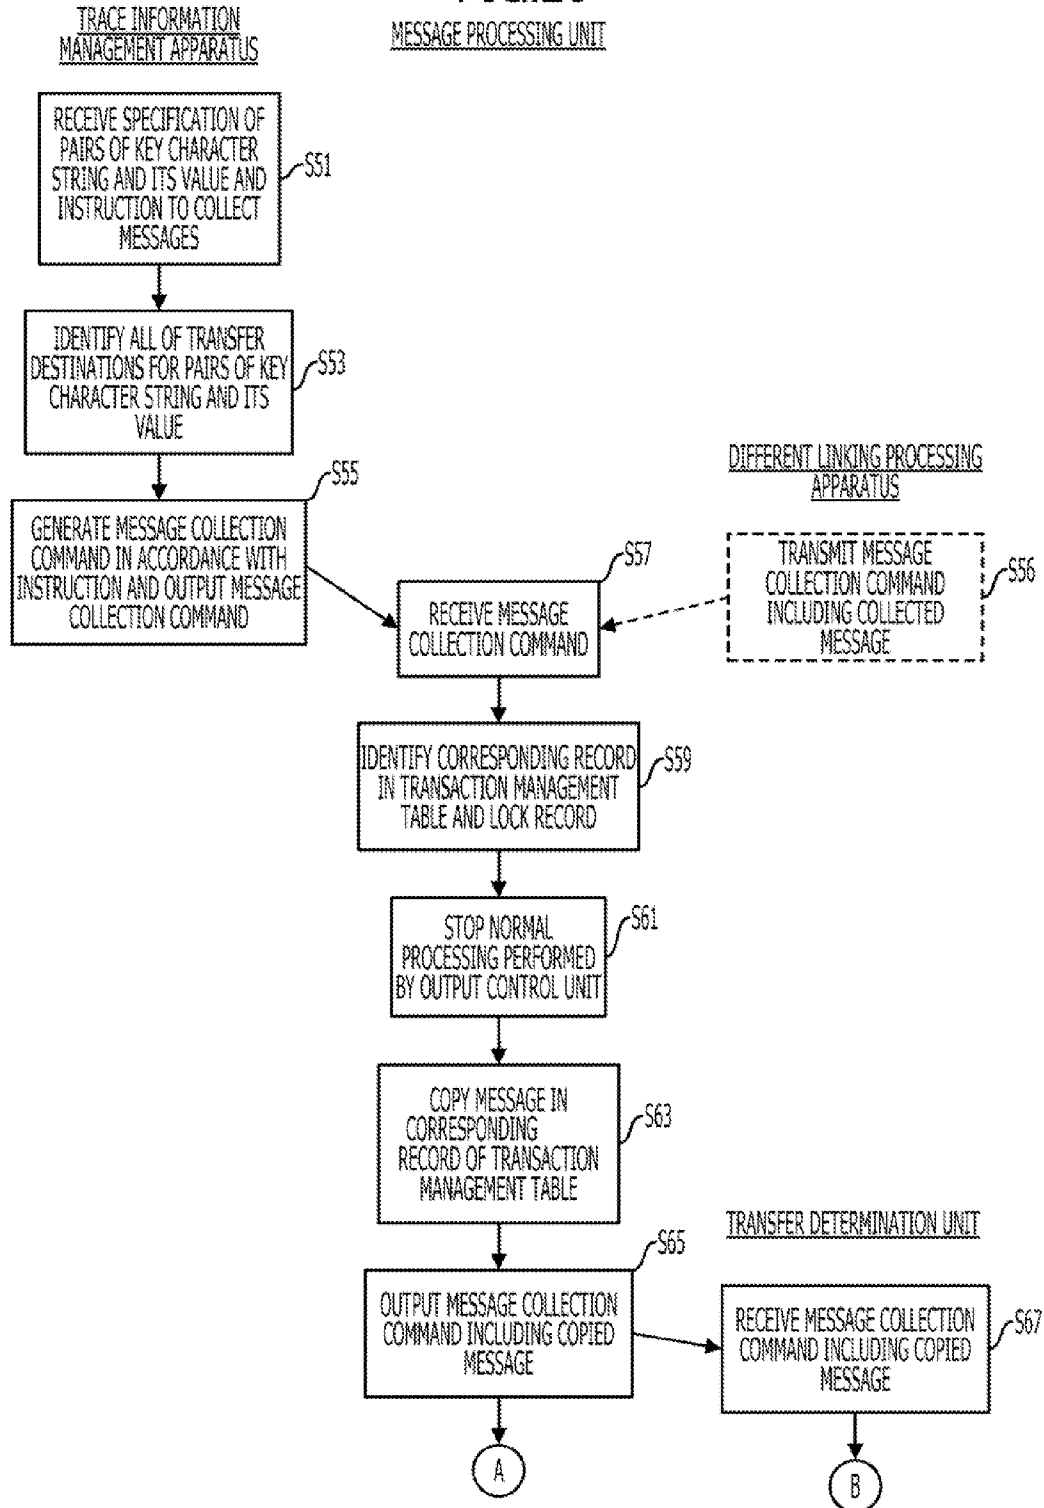 TRACE INFORMATION
MANAGEMENT APPARATUS
MESSAGE PROCESSING UNIT
RECEIVE SPECIFICATION OF
PAIRS OF KEY CHARACTER
STRING AND ITS VALUE AND
INSTRUCTION TO COLLECT
MESSAGES
S51
IDENTIFY ALL OF TRANSFER
DESTINATIONS FOR PAIRS OF KEY
CHARACTER STRING AND ITS
VALUE
S53
S55
GENERATE MESSAGE COLLECTION
COMMAND IN ACCORDANCE WITH
INSTRUCTION AND OUTPUT MESSAGE
COLLECTION COMMAND
DIFFERENT LINKING PROCESSING
APPARATUS
TRANSMIT MESSAGE
COLLECTION COMMAND
INCLUDING COLLECTED
MESSAGE
S56
S57
RECEIVE MESSAGE
COLLECTION COMMAND
IDENTIFY CORRESPONDING RECORD
IN TRANSACTION MANAGEMENT
TABLE AND LOCK RECORD
S59
STOP NORMAL
PROCESSING PERFORMED
BY OUTPUT CONTROL UNIT
S61
COPY MESSAGE IN
CORRESPONDING
RECORD OF TRANSACTION
MANAGEMENT TABLE
S63
S65
OUTPUT MESSAGE COLLECTION
COMMAND INCLUDING COPIED
MESSAGE
TRANSFER DETERMINATION UNIT
RECEIVE MESSAGE COLLECTION
COMMAND INCLUDING COPIED
MESSAGE
S67
A
B